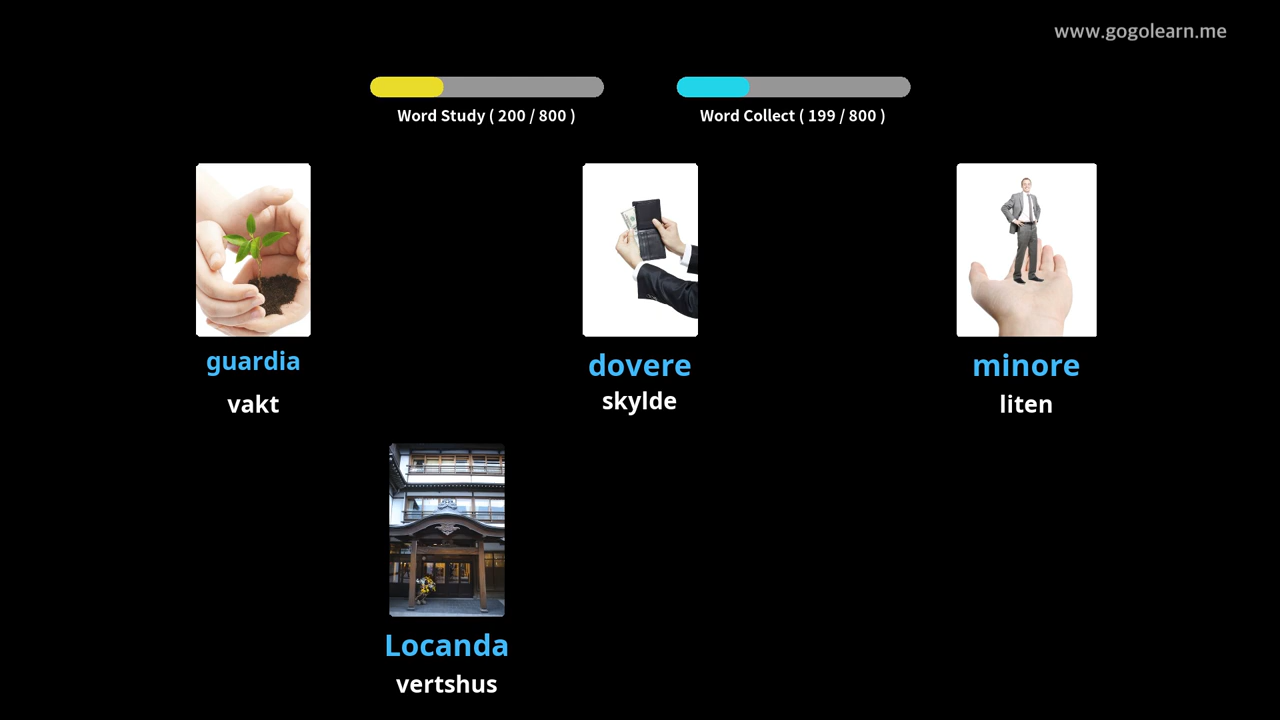 www.gogolearn.me
Word Study ( 200 / 800 )
Word Collect ( 199 / 800 )
guardia
vakt
dovere
skylde
minore
liten
Locanda
vertshus